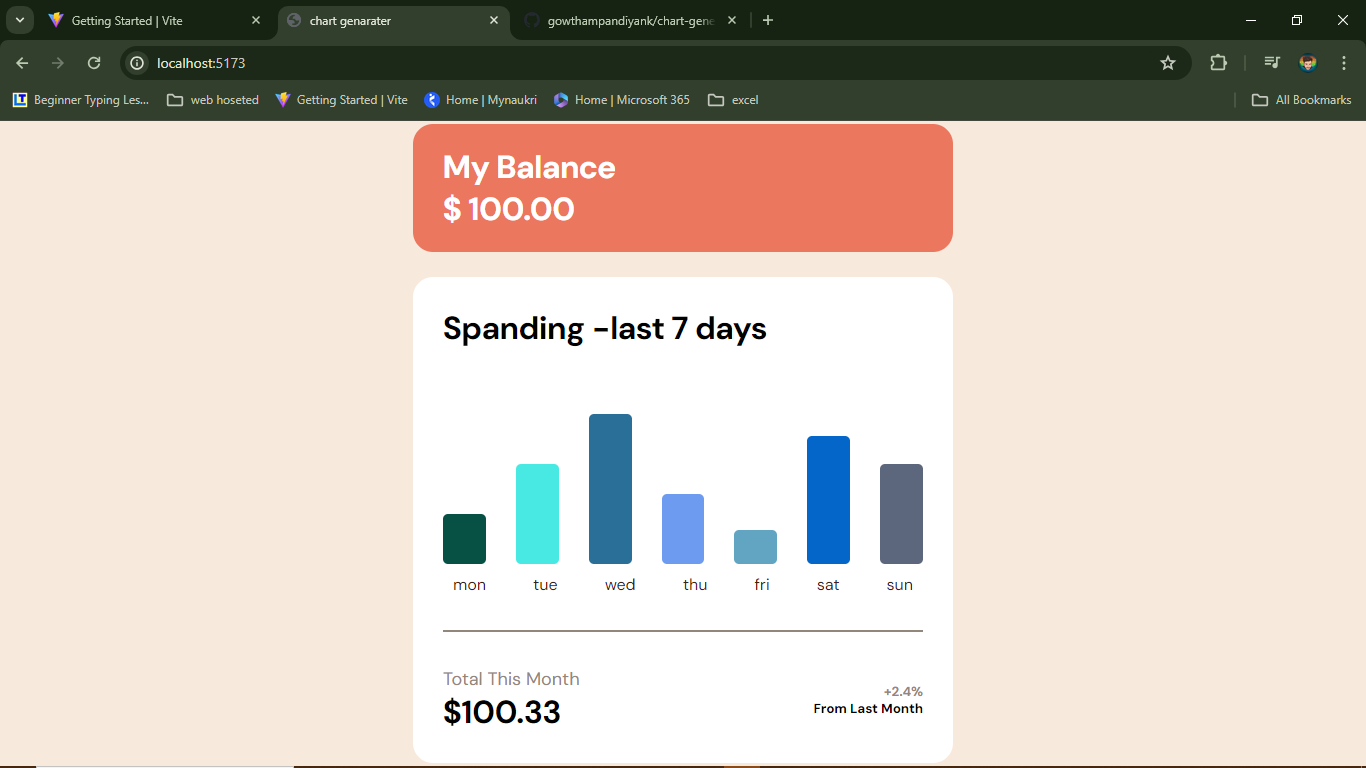 Getting Started | Vite
chart genarater
gowthampandiyank/chart-gene
localhost:5173
Beginner Typing Les...
web hoseted
Getting Started | Vite
Home | Mynaukri
Home | Microsoft 365
excel
All Bookmarks
My Balance
$ 100.00
Spanding -last 7 days
mon tue wed thu fri sat sun
Total This Month
$100.33
+2.4%
From Last Month